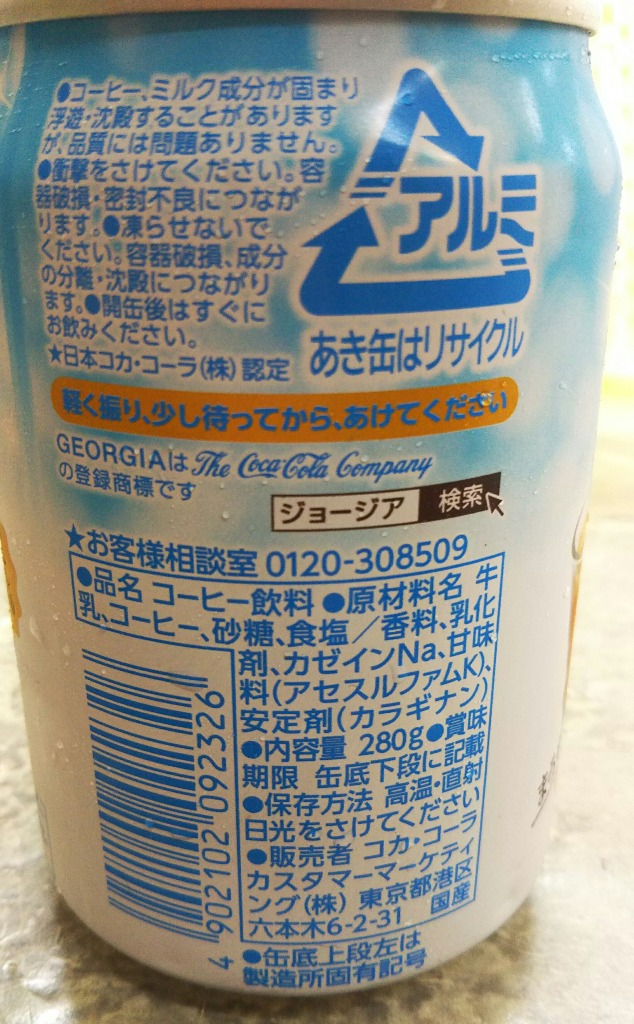 ●コーヒー、ミルク成分が固まり
浮遊・沈殿することがあります
が、品質には問題ありません。
●衝撃をさけてください。容
器破損・密封不良につなが
ります。●凍らせないで
ください。容器破損、成分
の分離・沈殿につながり
ます。●開缶後はすぐに
お飲みください。
★日本コカ・コーラ(株)認定
アルミ
あき缶はリサイクル
軽く振り、少し待ってから、あけてください
GEORGIAは The Coca-Cola Company
の登録商標です
ジョージア 検索
★お客様相談室 0120-308509
●品名 コーヒー飲料 ●原材料名 牛
乳、コーヒー、砂糖、食塩／香料、乳化
剤、カゼインNa、甘味
料(アセスルファムK)、
安定剤(カラギナン)
●内容量 280g ●賞味
期限 缶底下段に記載
●保存方法 高温・直射
日光をさけてください
●販売者 コカ・コーラ
カスタマーマーケティ
ング(株) 東京都港区
六本木6-2-31 国産
4 902102 092326
●缶底上段左は
製造所固有記号